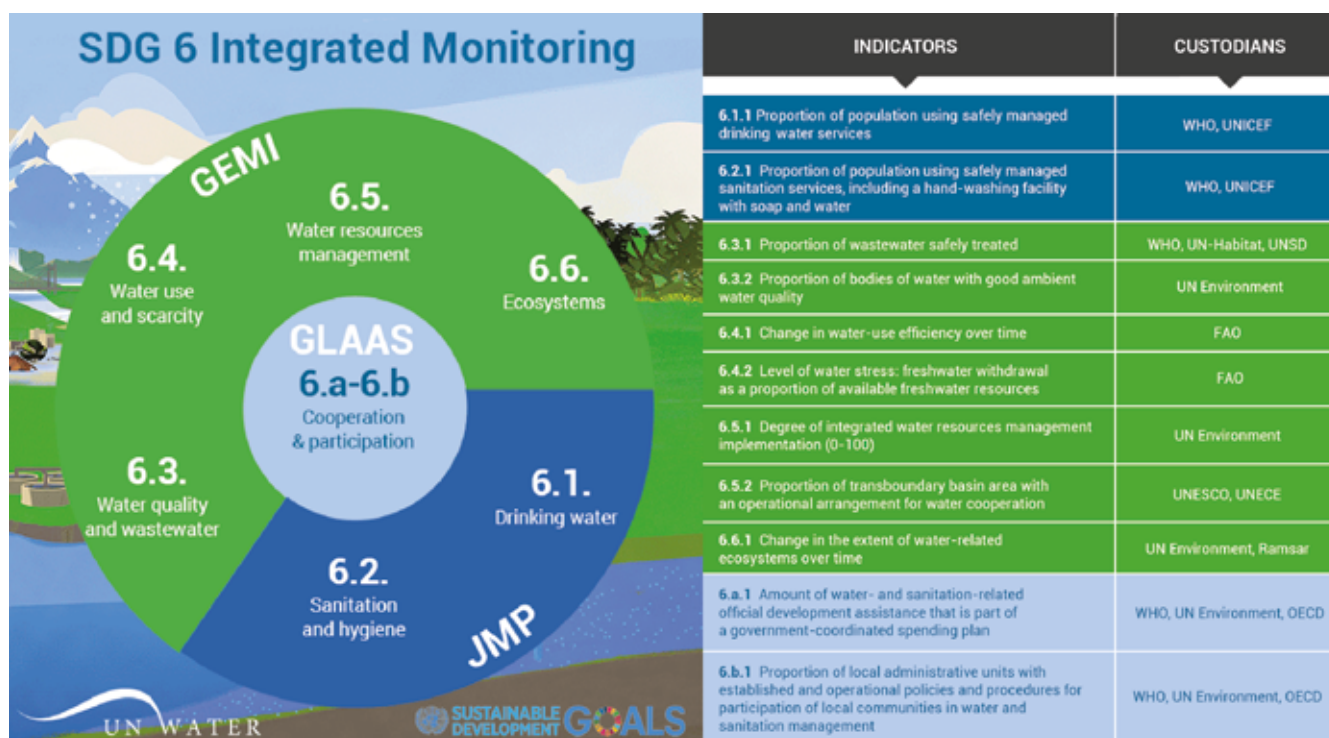 SDG 6 Integrated Monitoring
GEMI
6.5.
Water resources
management
6.4.
Water use
and scarcity
6.6.
Ecosystems
GLAAS
6.a-6.b
Cooperation
& participation
6.3.
Water quality
and wastewater
6.1.
Drinking water
6.2.
Sanitation
and hygiene
JMP
UN WATER
SUSTAINABLE
DEVELOPMENT
GOALS
INDICATORS
CUSTODIANS
6.1.1 Proportion of population using safely managed
drinking water services
WHO, UNICEF
6.2.1 Proportion of population using safely managed
sanitation services, including a hand-washing facility
with soap and water
WHO, UNICEF
6.3.1 Proportion of wastewater safely treated
WHO, UN-Habitat, UNSD
6.3.2 Proportion of bodies of water with good ambient
water quality
UN Environment
6.4.1 Change in water-use efficiency over time
FAO
6.4.2 Level of water stress: freshwater withdrawal
as a proportion of available freshwater resources
FAO
6.5.1 Degree of integrated water resources management
implementation (0-100)
UN Environment
6.5.2 Proportion of transboundary basin area with
an operational arrangement for water cooperation
UNESCO, UNECE
6.6.1 Change in the extent of water-related
ecosystems over time
UN Environment, Ramsar
6.a.1 Amount of water- and sanitation-related
official development assistance that is part of
a government-coordinated spending plan
WHO, UN Environment, OECD
6.b.1 Proportion of local administrative units with
established and operational policies and procedures for
participation of local communities in water and
sanitation management
WHO, UN Environment, OECD